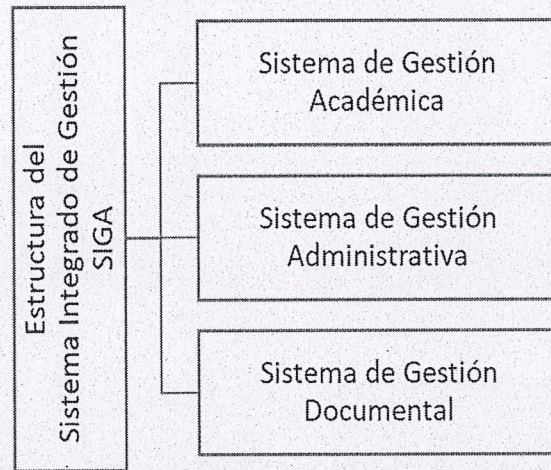 Estructura del
Sistema Integrado de Gestión
SIGA
Sistema de Gestión
Académica
Sistema de Gestión
Administrativa
Sistema de Gestión
Documental